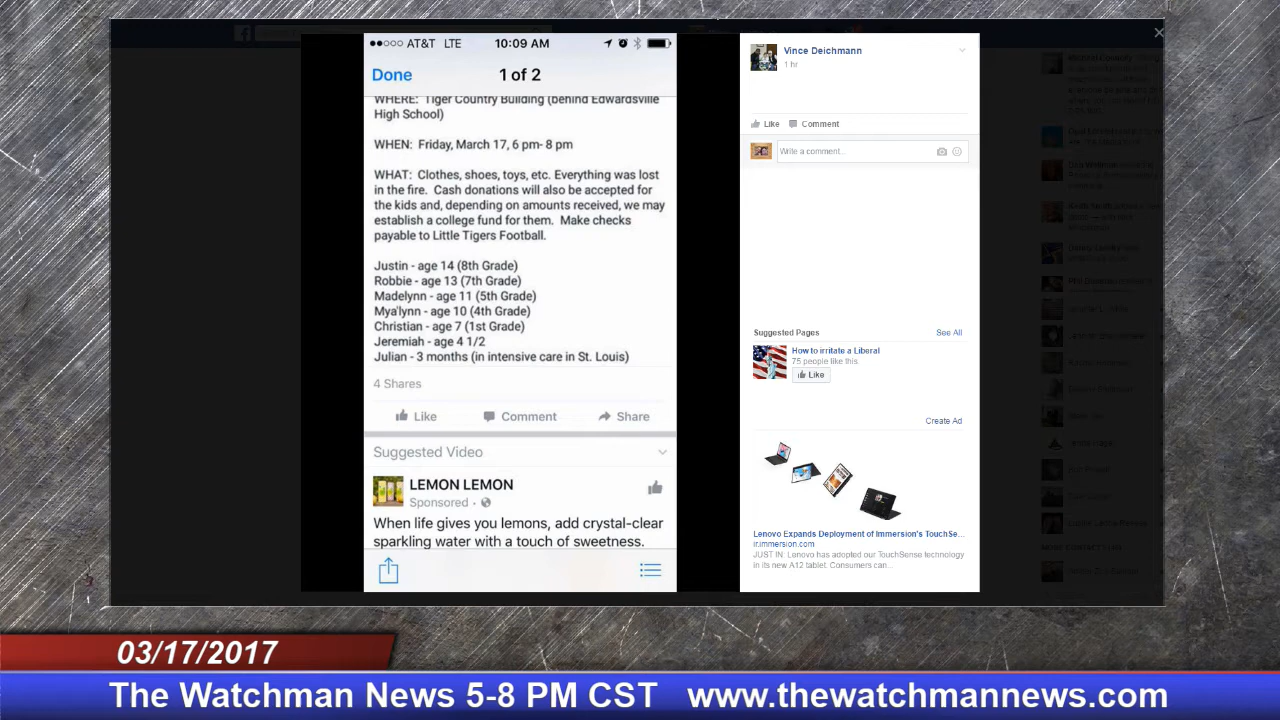 ●●○○○ AT&T LTE
10:09 AM
Done
1 of 2
WHERE: Tiger Country Building (behind Edwardsville
High School)
WHEN: Friday, March 17, 6 pm- 8 pm
WHAT: Clothes, shoes, toys, etc. Everything was lost
in the fire. Cash donations will also be accepted for
the kids and, depending on amounts received, we may
establish a college fund for them. Make checks
payable to Little Tigers Football.
Justin - age 14 (8th Grade)
Robbie - age 13 (7th Grade)
Madelynn - age 11 (5th Grade)
Mya'lynn - age 10 (4th Grade)
Christian - age 7 (1st Grade)
Jeremiah - age 4 1/2
Julian - 3 months (in intensive care in St. Louis)
4 Shares
Like
Comment
Share
Suggested Video
LEMON LEMON
Sponsored ·
When life gives you lemons, add crystal-clear
sparkling water with a touch of sweetness.
Vince Deichmann
1 hr
Like
Comment
Write a comment...
Suggested Pages
See All
How to irritate a Liberal
75 people like this.
Like
Create Ad
Lenovo Expands Deployment of Immersion's TouchSe...
ir.immersion.com
JUST IN: Lenovo has adopted our TouchSense technology
in its new A12 tablet. Consumers can...
03/17/2017
The Watchman News 5-8 PM CST www.thewatchmannews.com